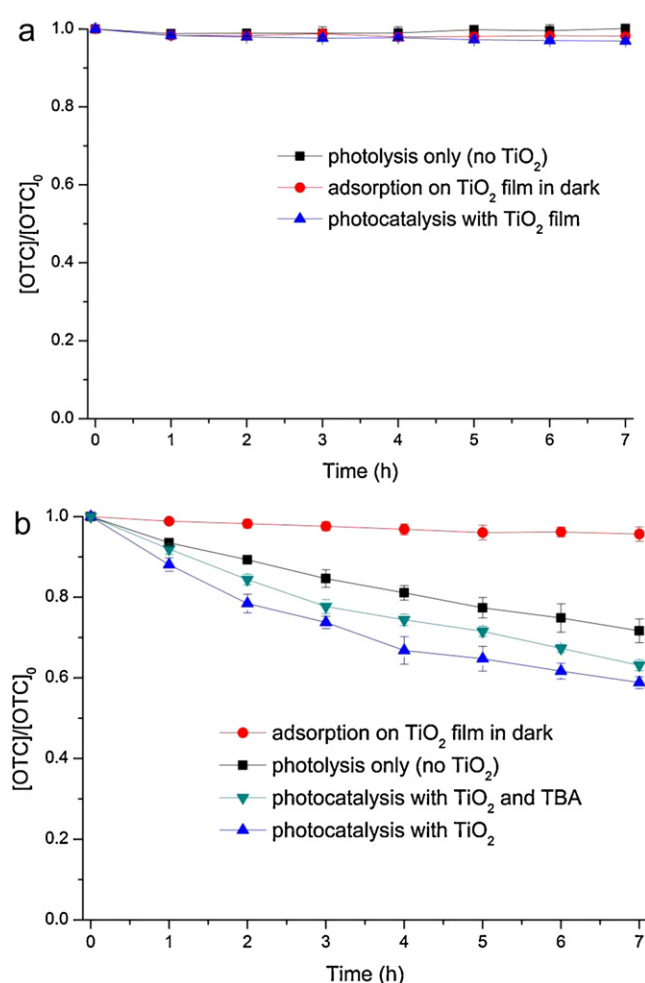 a
1.0
0.8
0.6
0.4
0.2
0.0
[OTC]/[OTC]₀
photolysis only (no TiO₂)
adsorption on TiO₂ film in dark
photocatalysis with TiO₂ film
0 1 2 3 4 5 6 7
Time (h)
b
1.0
0.8
0.6
0.4
0.2
0.0
[OTC]/[OTC]₀
adsorption on TiO₂ film in dark
photolysis only (no TiO₂)
photocatalysis with TiO₂ and TBA
photocatalysis with TiO₂
0 1 2 3 4 5 6 7
Time (h)